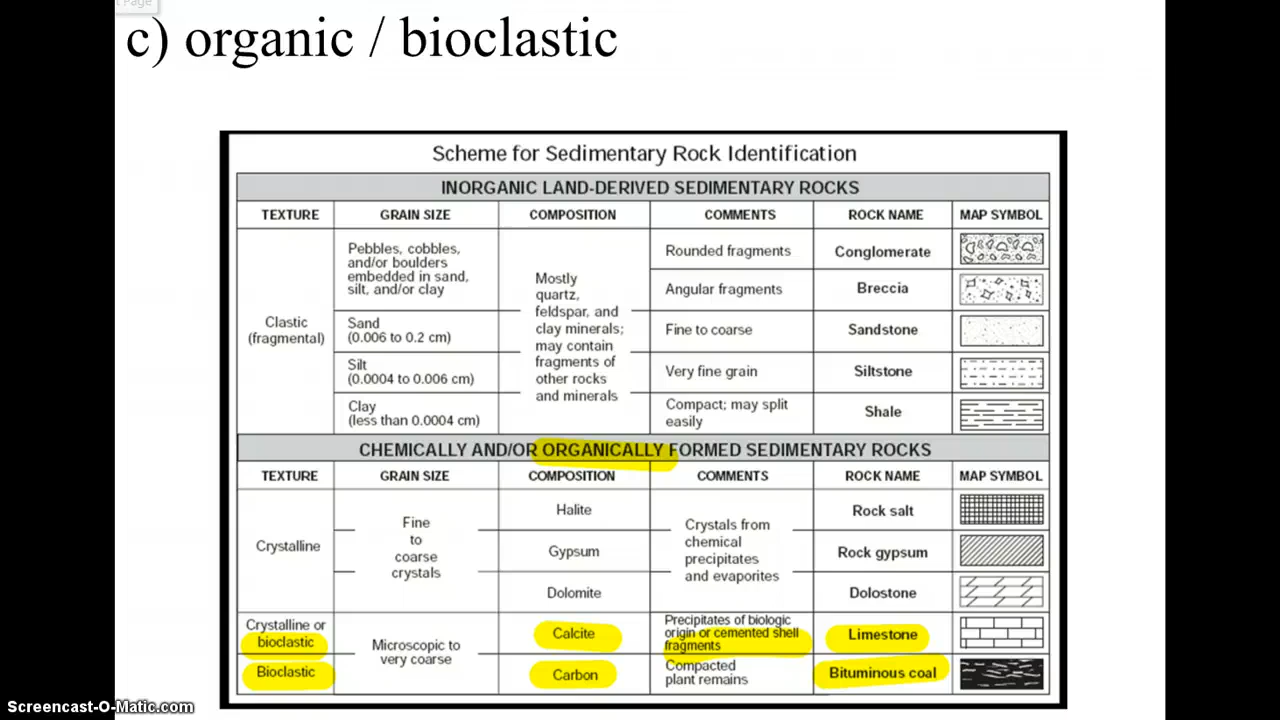 t Page
c) organic / bioclastic
Scheme for Sedimentary Rock Identification
INORGANIC LAND-DERIVED SEDIMENTARY ROCKS
TEXTURE GRAIN SIZE COMPOSITION COMMENTS ROCK NAME MAP SYMBOL
Clastic
(fragmental)
Pebbles, cobbles,
and/or boulders
embedded in sand,
silt, and/or clay
Mostly
quartz,
feldspar, and
clay minerals;
may contain
fragments of
other rocks
and minerals
Rounded fragments
Conglomerate
Angular fragments
Breccia
Sand
(0.006 to 0.2 cm)
Fine to coarse
Sandstone
Silt
(0.0004 to 0.006 cm)
Very fine grain
Siltstone
Clay
(less than 0.0004 cm)
Compact; may split
easily
Shale
CHEMICALLY AND/OR ORGANICALLY FORMED SEDIMENTARY ROCKS
TEXTURE GRAIN SIZE COMPOSITION COMMENTS ROCK NAME MAP SYMBOL
Crystalline
Fine
to
coarse
crystals
Halite
Crystals from
chemical
precipitates
and evaporites
Rock salt
Gypsum
Rock gypsum
Dolomite
Dolostone
Crystalline or
bioclastic
Microscopic to
very coarse
Calcite
Precipitates of biologic
origin or cemented shell
fragments
Limestone
Bioclastic
Carbon
Compacted
plant remains
Bituminous coal
Screencast-O-Matic.com